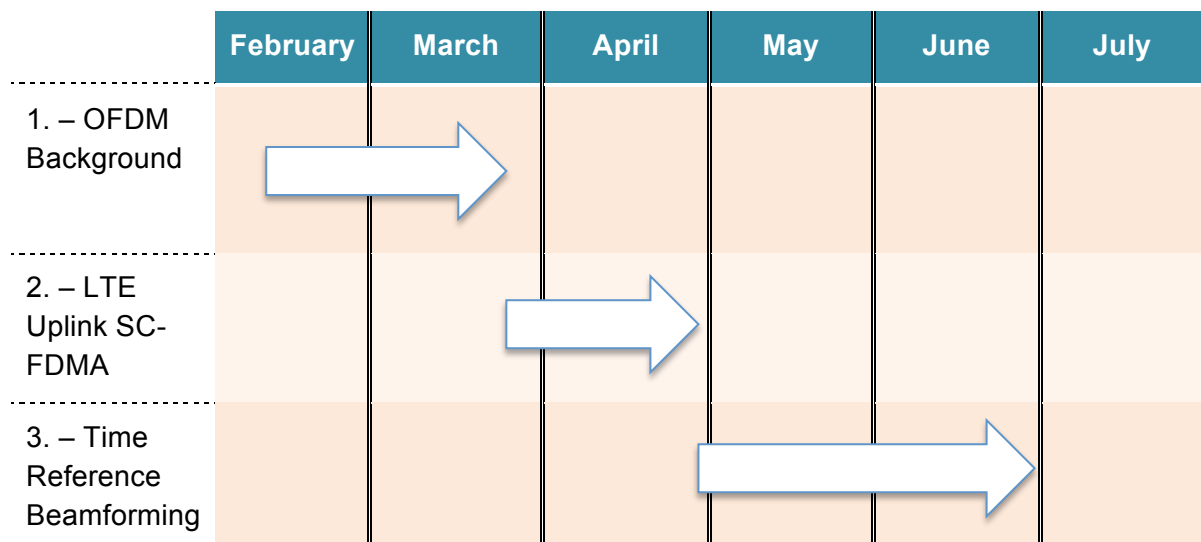 February March April May June July
1. – OFDM
Background
2. – LTE
Uplink SC-
FDMA
3. – Time
Reference
Beamforming